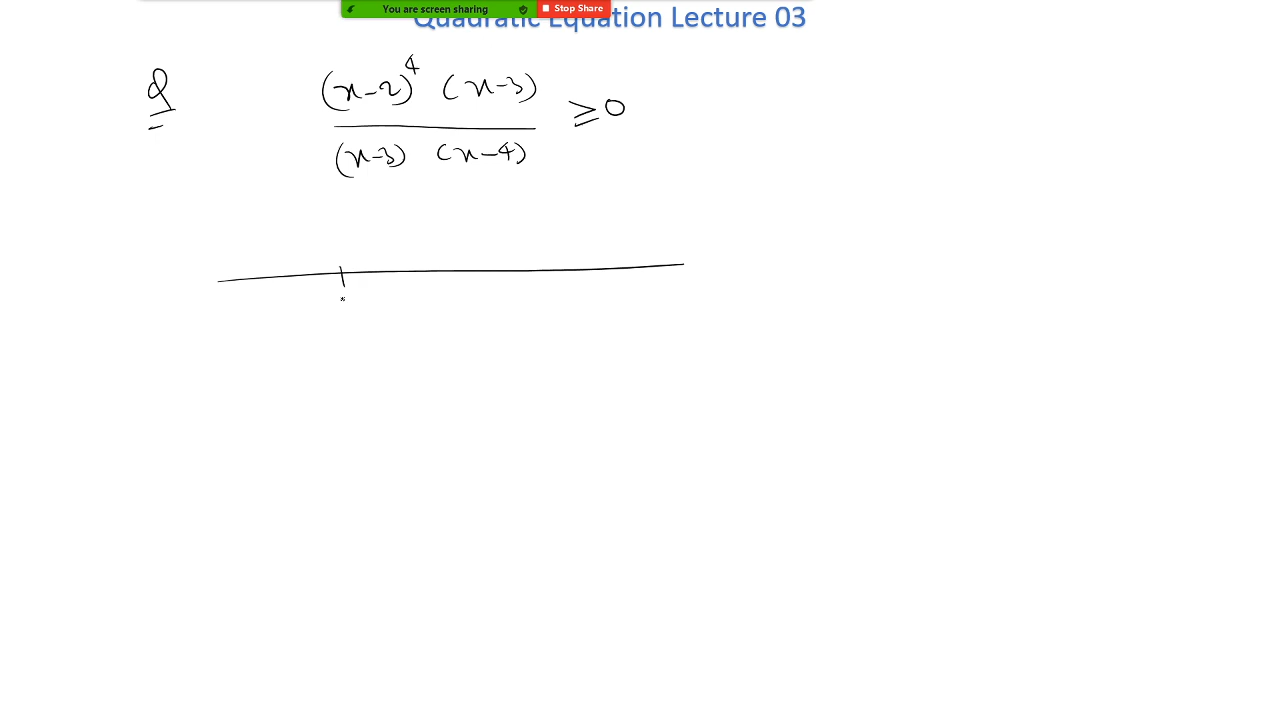 You are screen sharing Stop Share
Quadratic Equation Lecture 03
Q (x-2)^4 (x-3) / (x-3) (x-4) ≥0